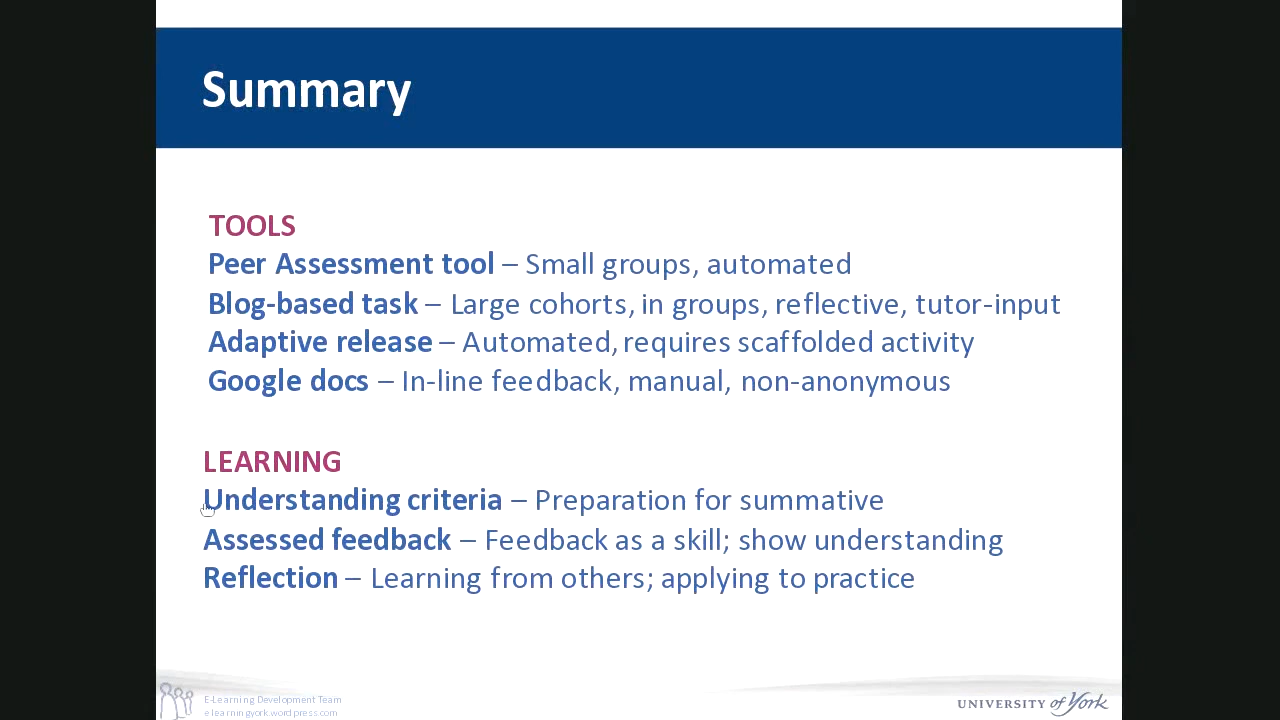 Summary
TOOLS
Peer Assessment tool – Small groups, automated
Blog-based task – Large cohorts, in groups, reflective, tutor-input
Adaptive release – Automated, requires scaffolded activity
Google docs – In-line feedback, manual, non-anonymous
LEARNING
Understanding criteria – Preparation for summative
Assessed feedback – Feedback as a skill; show understanding
Reflection – Learning from others; applying to practice
E-Learning Development Team
elearningyork.wordpress.com
UNIVERSITY of York